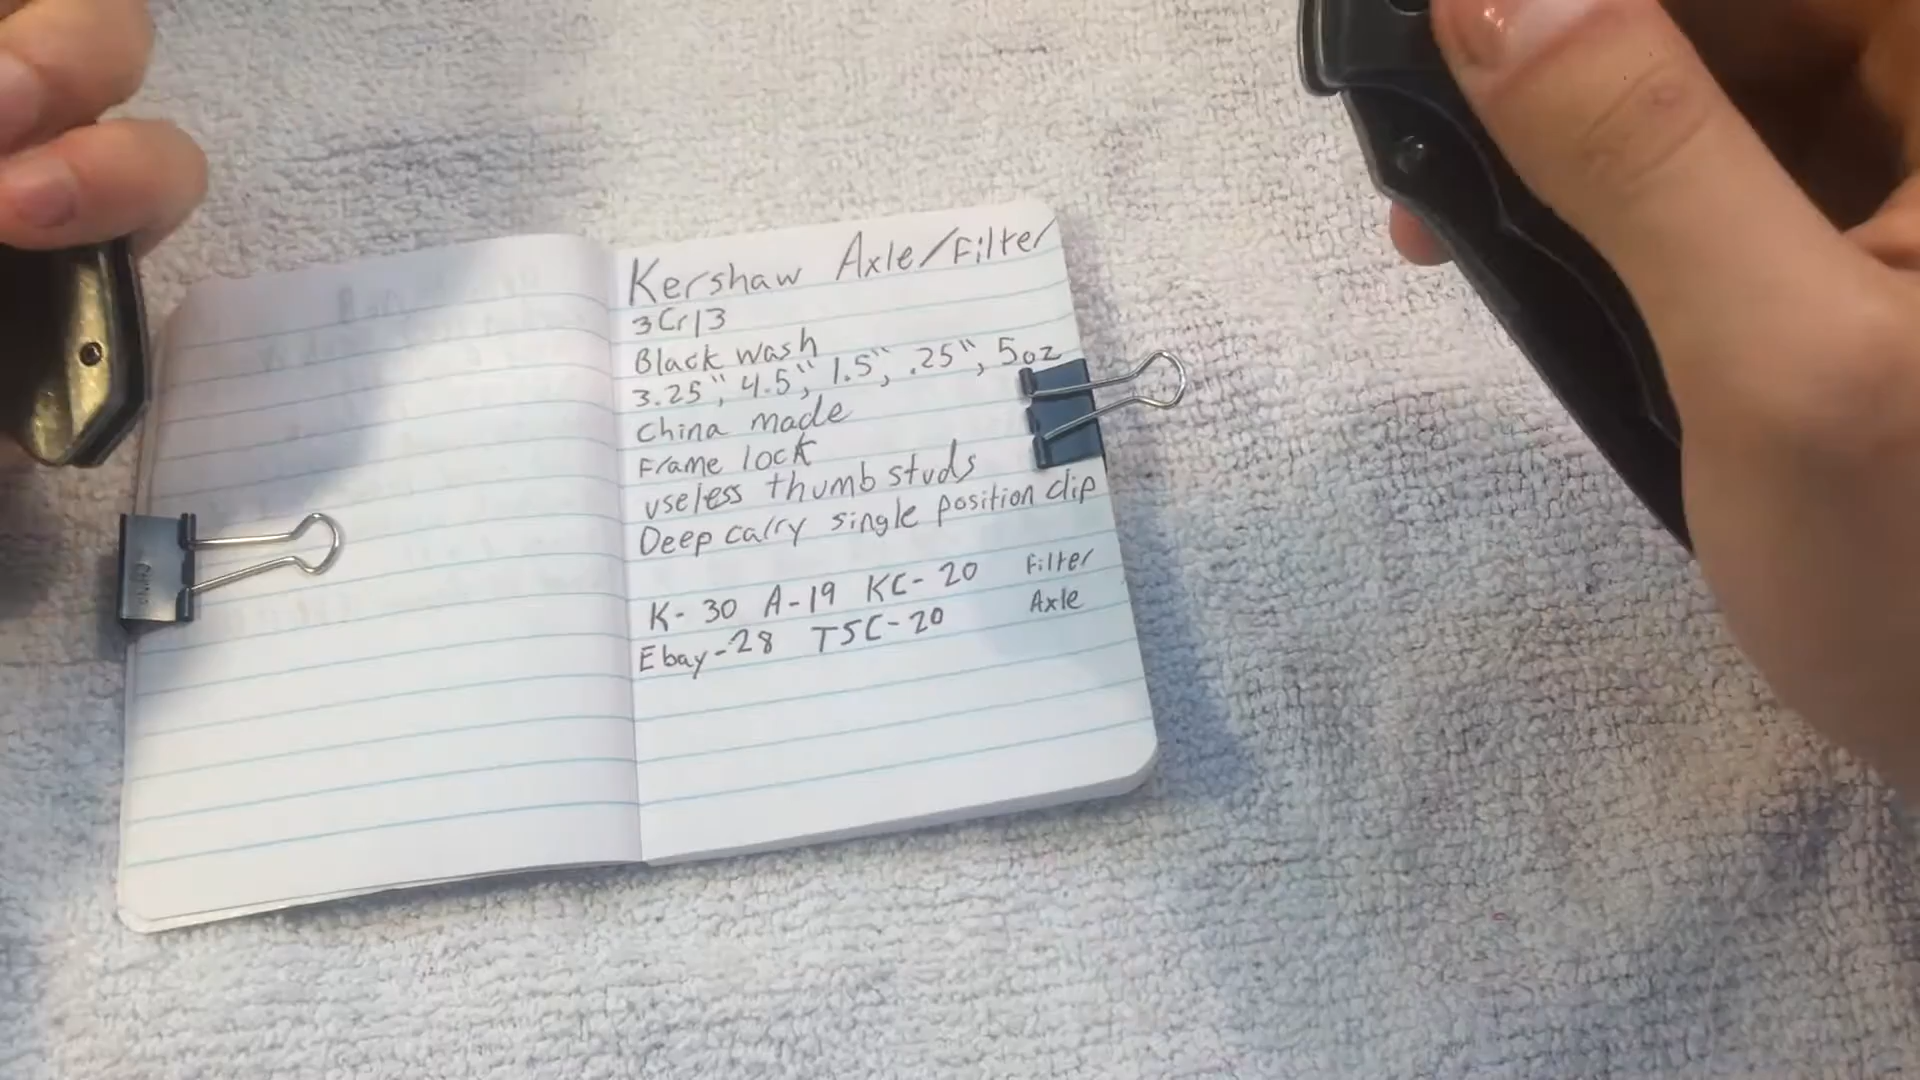 Kershaw Axle/Filter
3Cr13
Black wash
3.25", 4.5", 1.5", .25", 5oz
China made
Frame lock
useless thumb studs
Deep carry single position clip
K-30 A-19 KC-20 Filter
Ebay-28 TSC-20 Axle